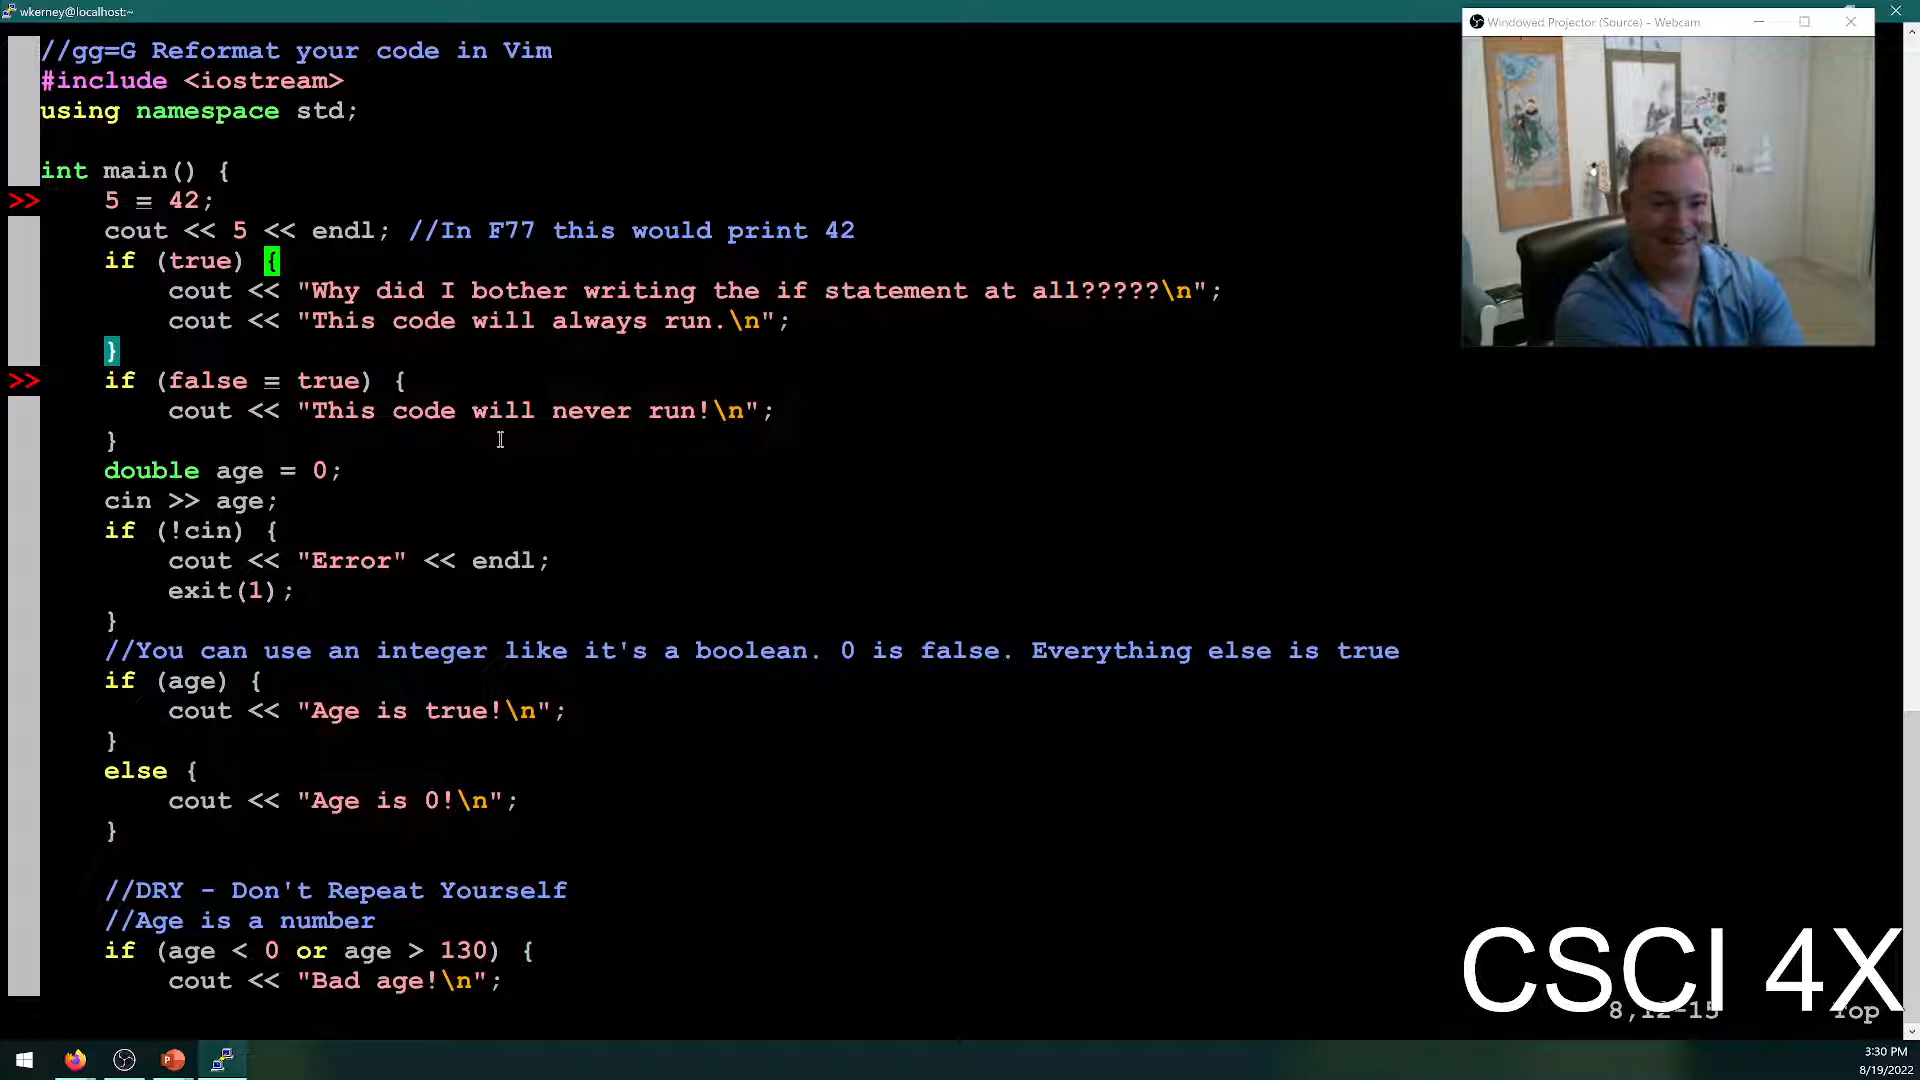 wkerney@localhost:~
Windowed Projector (Source) - Webcam
//gg=G Reformat your code in Vim
#include <iostream>
using namespace std;
int main() {
>> 5 = 42;
cout << 5 << endl; //In F77 this would print 42
if (true) {
cout << "Why did I bother writing the if statement at all?????\n";
cout << "This code will always run.\n";
}
>> if (false = true) {
cout << "This code will never run!\n";
}
double age = 0;
cin >> age;
if (!cin) {
cout << "Error" << endl;
exit(1);
}
//You can use an integer like it's a boolean. 0 is false. Everything else is true
if (age) {
cout << "Age is true!\n";
}
else {
cout << "Age is 0!\n";
}
//DRY - Don't Repeat Yourself
//Age is a number
if (age < 0 or age > 130) {
cout << "Bad age!\n";
CSCI 4X
8,12-15 Top
3:30 PM
8/19/2022